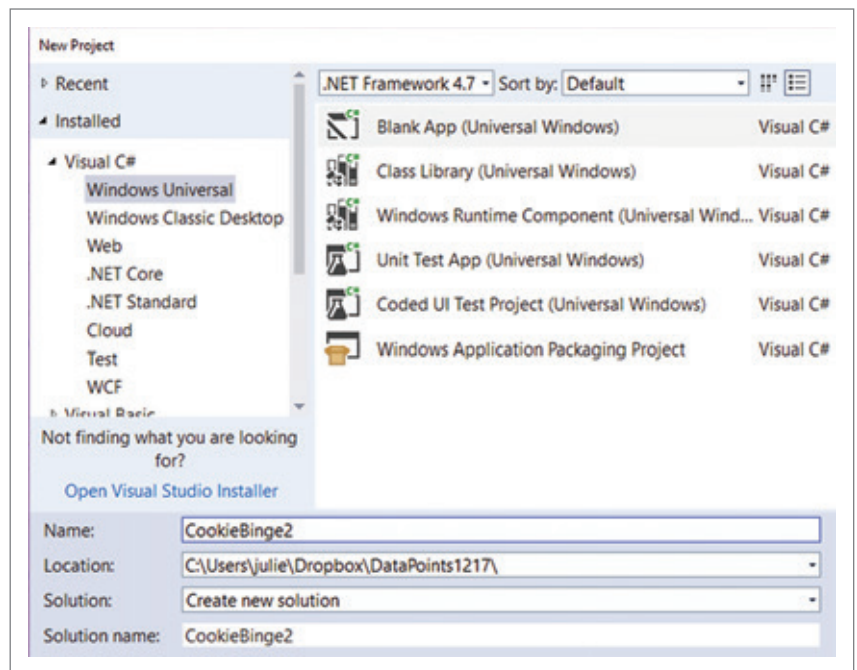 New Project
Recent
Installed
Visual C#
Windows Universal
Windows Classic Desktop
Web
.NET Core
.NET Standard
Cloud
Test
WCF
Visual Basic
Not finding what you are looking
for?
Open Visual Studio Installer
.NET Framework 4.7 Sort by: Default
Blank App (Universal Windows) Visual C#
Class Library (Universal Windows) Visual C#
Windows Runtime Component (Universal Wind... Visual C#
Unit Test App (Universal Windows) Visual C#
Coded UI Test Project (Universal Windows) Visual C#
Windows Application Packaging Project Visual C#
Name: CookieBinge2
Location: C:\Users\julie\Dropbox\DataPoints1217\
Solution: Create new solution
Solution name: CookieBinge2